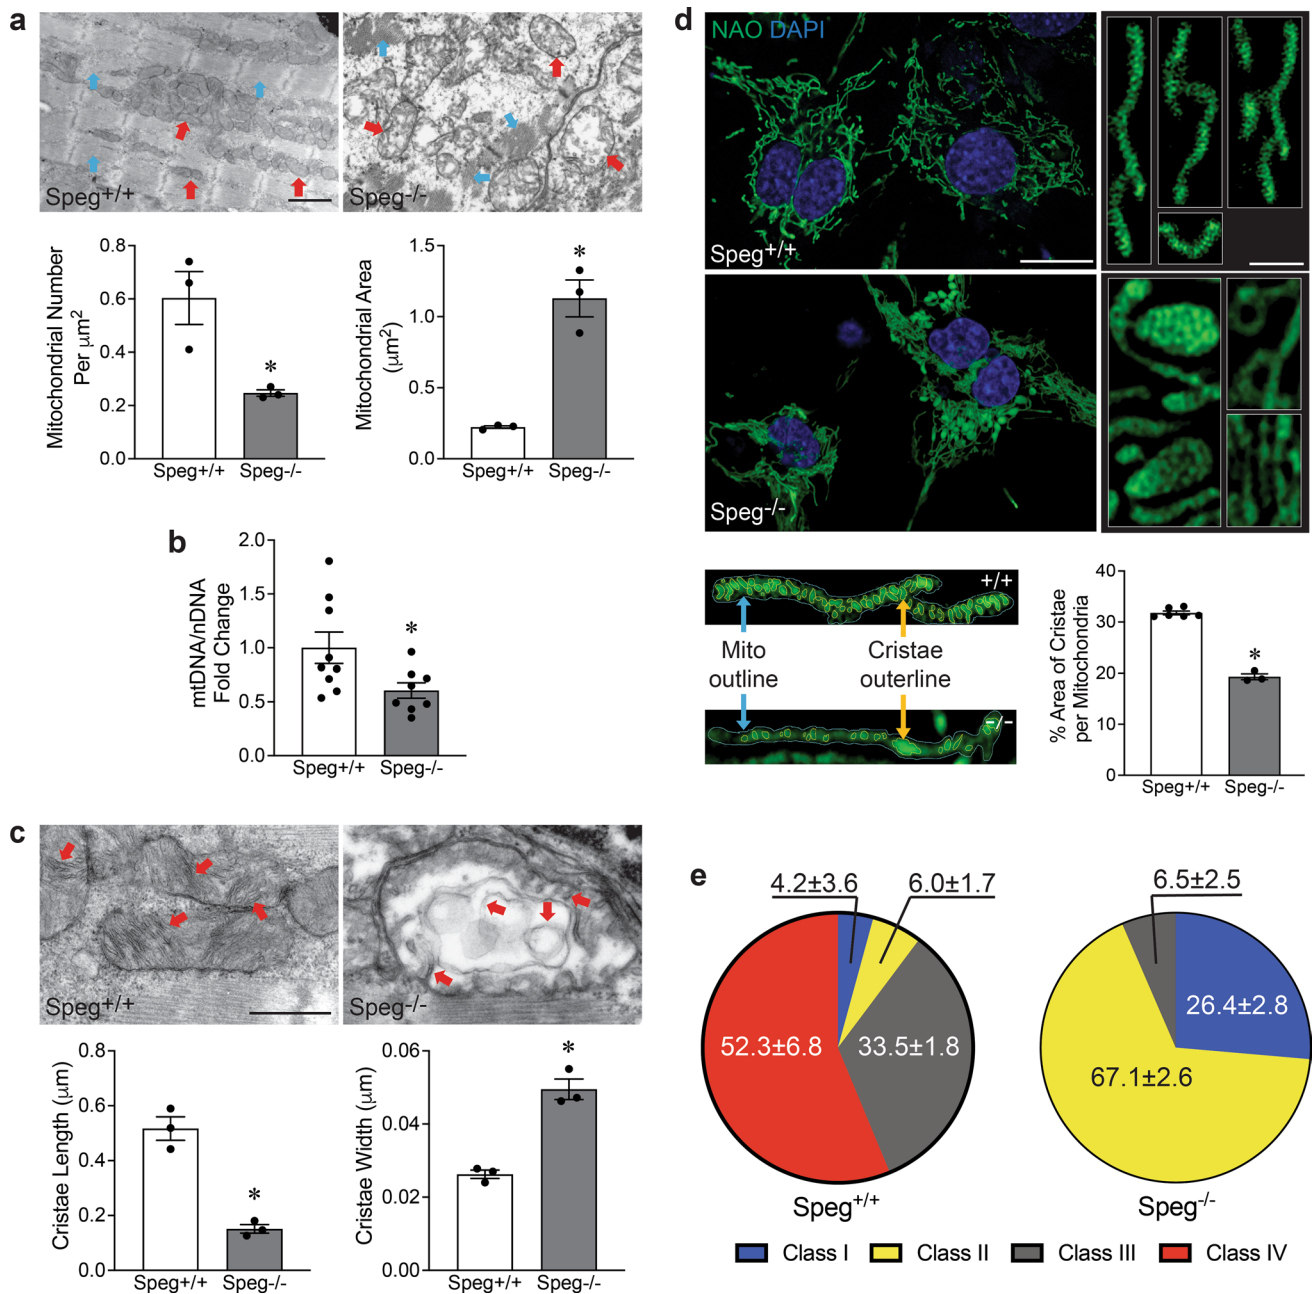 a
Speg+/+
Speg-/-
Mitochondrial Number
Per μm2
0.8
0.6
0.4
0.2
0.0
*
Speg+/+
Speg-/-
Mitochondrial Area
(μm2)
1.5
1.0
0.5
0.0
*
Speg+/+
Speg-/-
b
mtDNA/nDNA
Fold Change
2.0
1.5
1.0
0.5
0.0
*
Speg+/+
Speg-/-
c
Speg+/+
Speg-/-
Cristae Length (μm)
0.8
0.6
0.4
0.2
0.0
*
Speg+/+
Speg-/-
Cristae Width (μm)
0.06
0.04
0.02
0.00
*
Speg+/+
Speg-/-
d
NAO DAPI
Speg+/+
Speg-/-
+/+
Mito
outline
Cristae
outerline
-/-
% Area of Cristae
per Mitochondria
40
30
20
10
0
*
Speg+/+
Speg-/-
e
4.2±3.6
6.0±1.7
52.3±6.8
33.5±1.8
Speg+/+
6.5±2.5
26.4±2.8
67.1±2.6
Speg-/-
Class I
Class II
Class III
Class IV